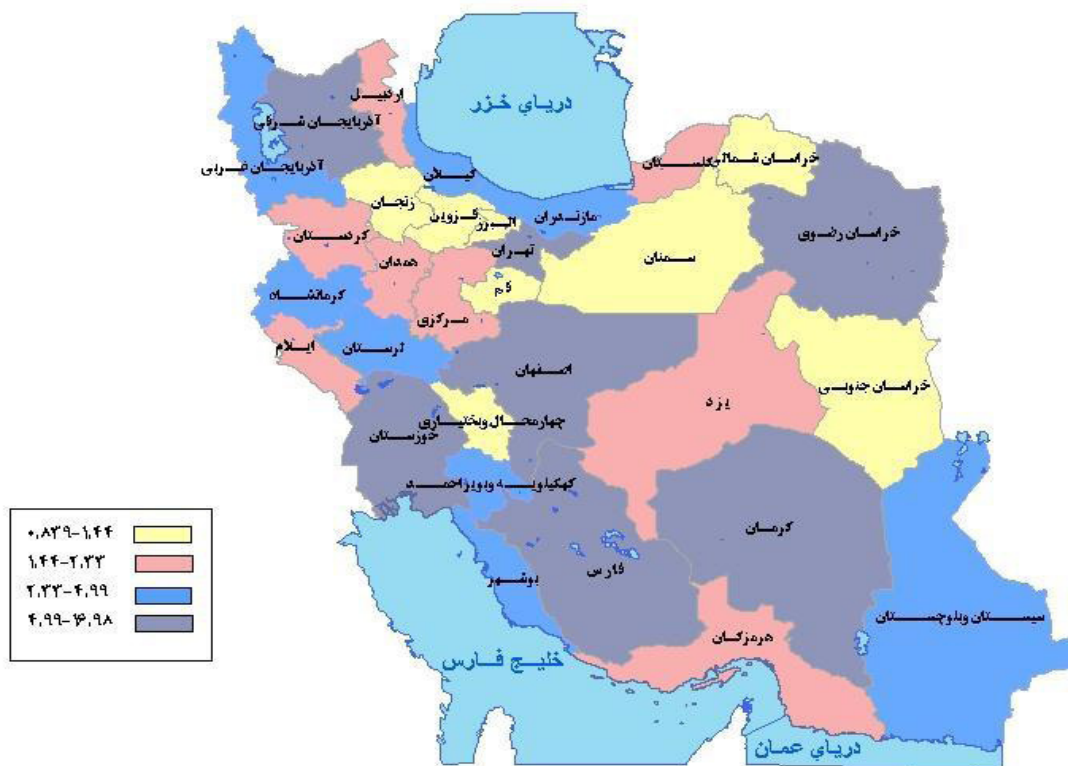 دریای خزر
اردبیل
آذربایجان شرقی
آذربایجان غربی
گیلان
گلستان
خراسان شمالی
مازندران
زنجان
قزوین
البرز
خراسان رضوی
کردستان
تهران
سمنان
همدان
قم
کرمانشاه
مرکزی
ایلام
لرستان
اصفهان
خراسان جنوبی
یزد
چهارمحال وبختیاری
خوزستان
کهکیلویه وبویراحمد
کرمان
فارس
بوشهر
سیستان وبلوچستان
هرمزگان
خلیج فارس
دریای عمان
۰,۸۳۹-۱,۴۴
۱,۴۴-۲,۳۳
۲,۳۳-۴,۹۹
۴,۹۹-۱۶,۹۸